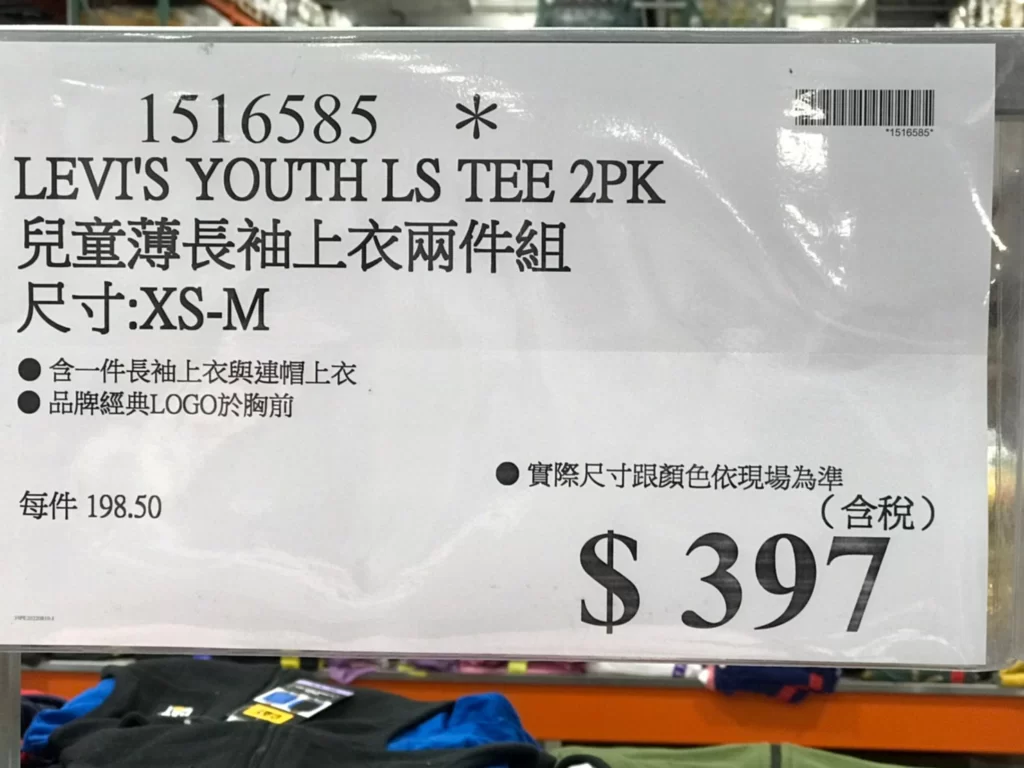 1516585 *
*1516585*
LEVI'S YOUTH LS TEE 2PK
兒童薄長袖上衣兩件組
尺寸:XS-M
● 含一件長袖上衣與連帽上衣
● 品牌經典LOGO於胸前
● 實際尺寸跟顏色依現場為準
每件 198.50
(含稅)
$ 397
CAT